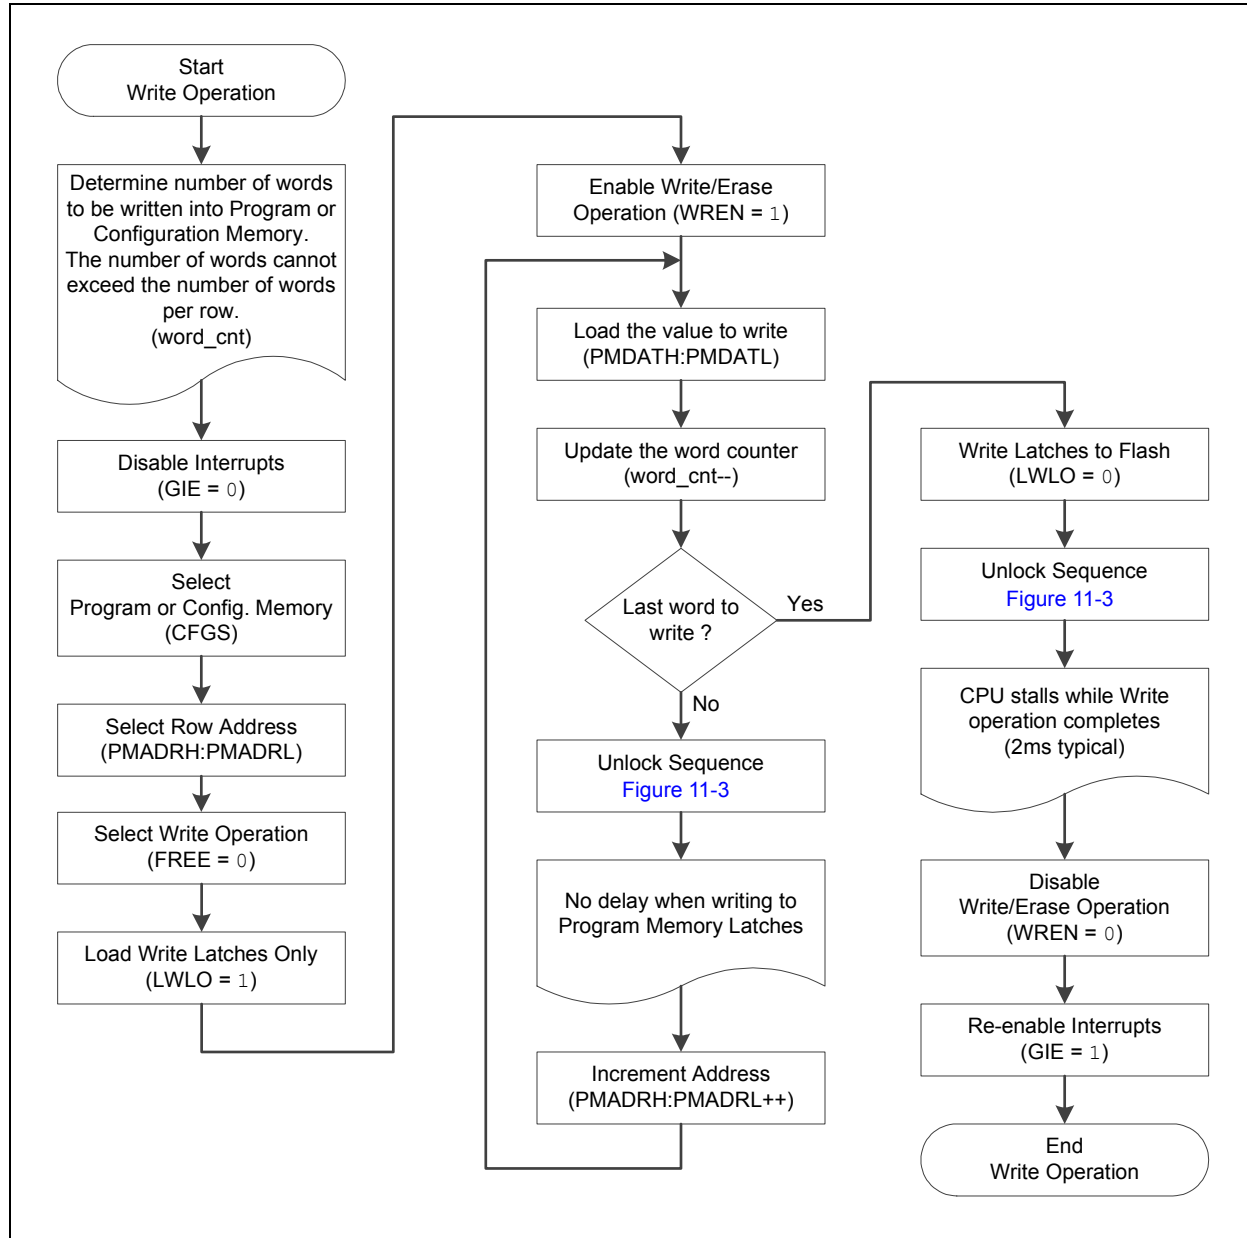 Start
Write Operation
Determine number of words
to be written into Program or
Configuration Memory.
The number of words cannot
exceed the number of words
per row.
(word_cnt)
Disable Interrupts
(GIE = 0)
Select
Program or Config. Memory
(CFGS)
Select Row Address
(PMADRH:PMADRL)
Select Write Operation
(FREE = 0)
Load Write Latches Only
(LWLO = 1)
Enable Write/Erase
Operation (WREN = 1)
Load the value to write
(PMDATH:PMDATL)
Update the word counter
(word_cnt--)
Last word to
write ?
Yes
No
Unlock Sequence
Figure 11-3
No delay when writing to
Program Memory Latches
Increment Address
(PMADRH:PMADRL++)
Write Latches to Flash
(LWLO = 0)
Unlock Sequence
Figure 11-3
CPU stalls while Write
operation completes
(2ms typical)
Disable
Write/Erase Operation
(WREN = 0)
Re-enable Interrupts
(GIE = 1)
End
Write Operation